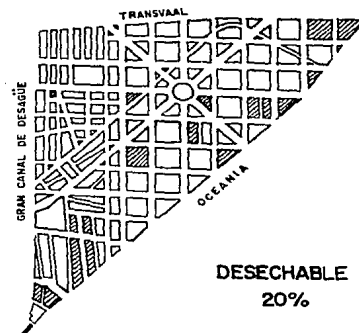 TRANSVAAL
GRAN CANAL DE DESAGÜE
OCEANIA
DESECHABLE
20%